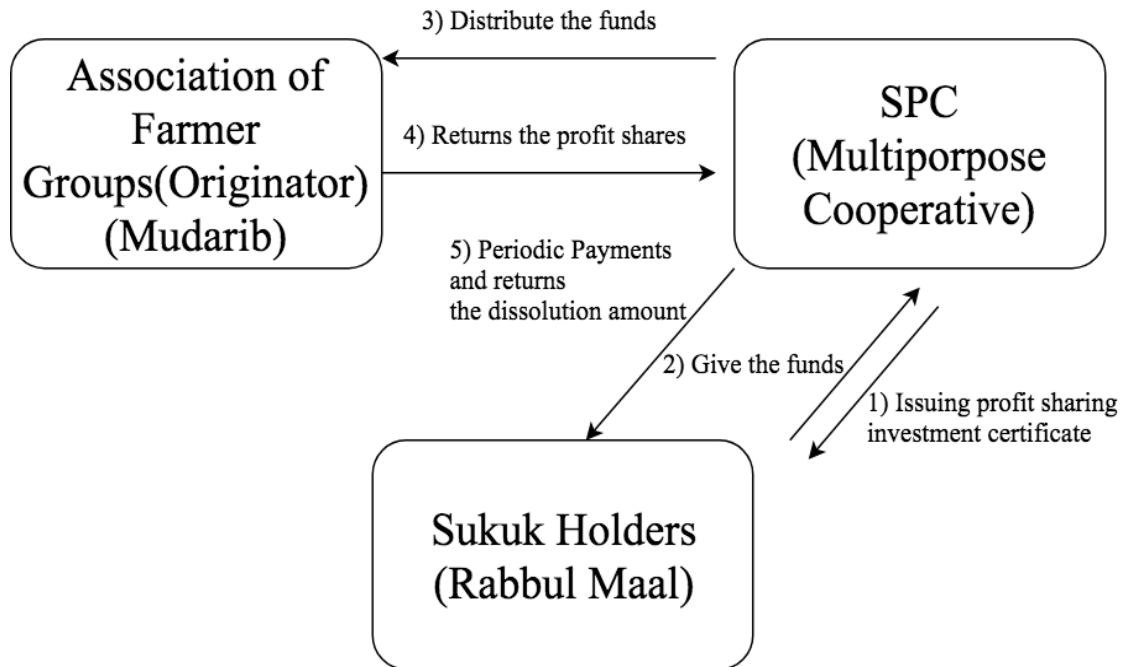 3) Distribute the funds
Association of
Farmer
Groups(Originator)
(Mudarib)
SPC
(Multiporpose
Cooperative)
4) Returns the profit shares
5) Periodic Payments
and returns
the dissolution amount
2) Give the funds
1) Issuing profit sharing
investment certificate
Sukuk Holders
(Rabbul Maal)